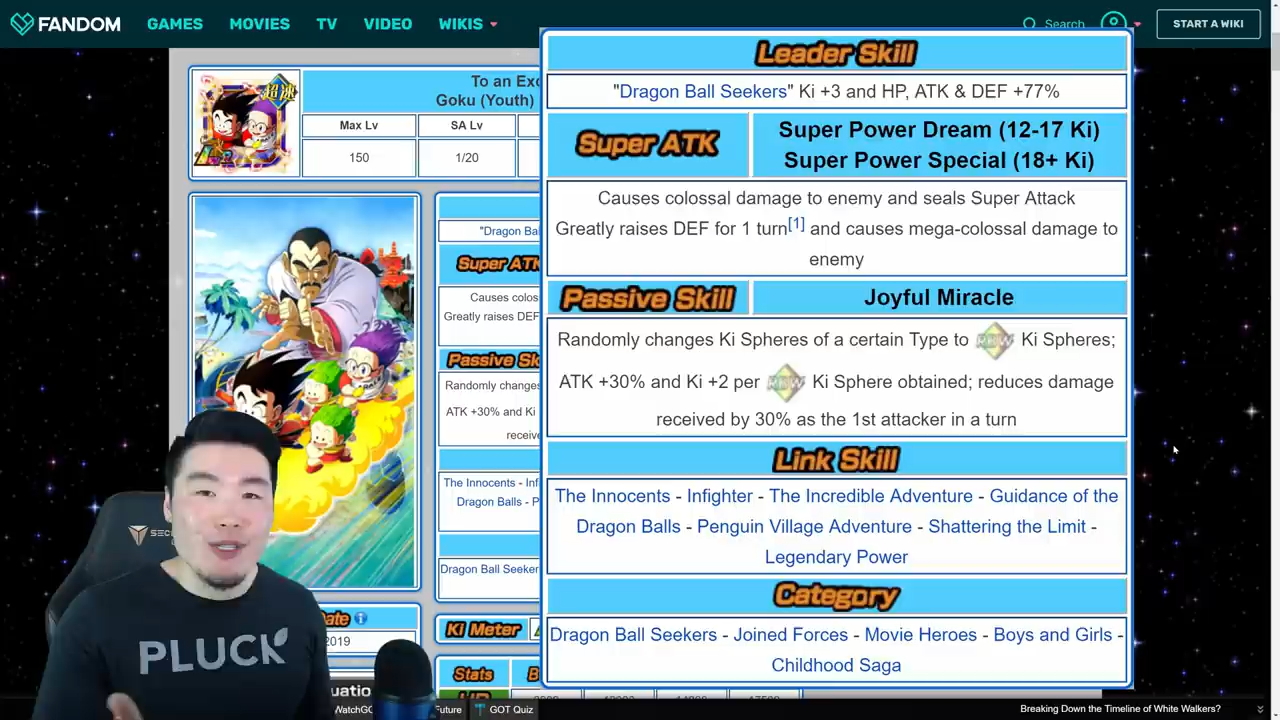 FANDOM GAMES MOVIES TV VIDEO WIKIS Search START A WIKI
To an Exc
Goku (Youth)
Max Lv SA Lv
150 1/20
"Dragon Ba
Super ATK
Causes colos
Greatly raises DEF
Passive Sk
Randomly changes
ATK +30% and Ki
receive
The Innocents - Inf
Dragon Balls - P
Dragon Ball Seeker
ate
2019
Ki Meter
Stats
Leader Skill
"Dragon Ball Seekers" Ki +3 and HP, ATK & DEF +77%
Super ATK
Super Power Dream (12-17 Ki)
Super Power Special (18+ Ki)
Causes colossal damage to enemy and seals Super Attack
Greatly raises DEF for 1 turn[1] and causes mega-colossal damage to
enemy
Passive Skill
Joyful Miracle
Randomly changes Ki Spheres of a certain Type to RBW Ki Spheres;
ATK +30% and Ki +2 per RBW Ki Sphere obtained; reduces damage
received by 30% as the 1st attacker in a turn
Link Skill
The Innocents - Infighter - The Incredible Adventure - Guidance of the
Dragon Balls - Penguin Village Adventure - Shattering the Limit -
Legendary Power
Category
Dragon Ball Seekers - Joined Forces - Movie Heroes - Boys and Girls -
Childhood Saga
PLUCK
Future
GOT Quiz
Breaking Down the Timeline of White Walkers?